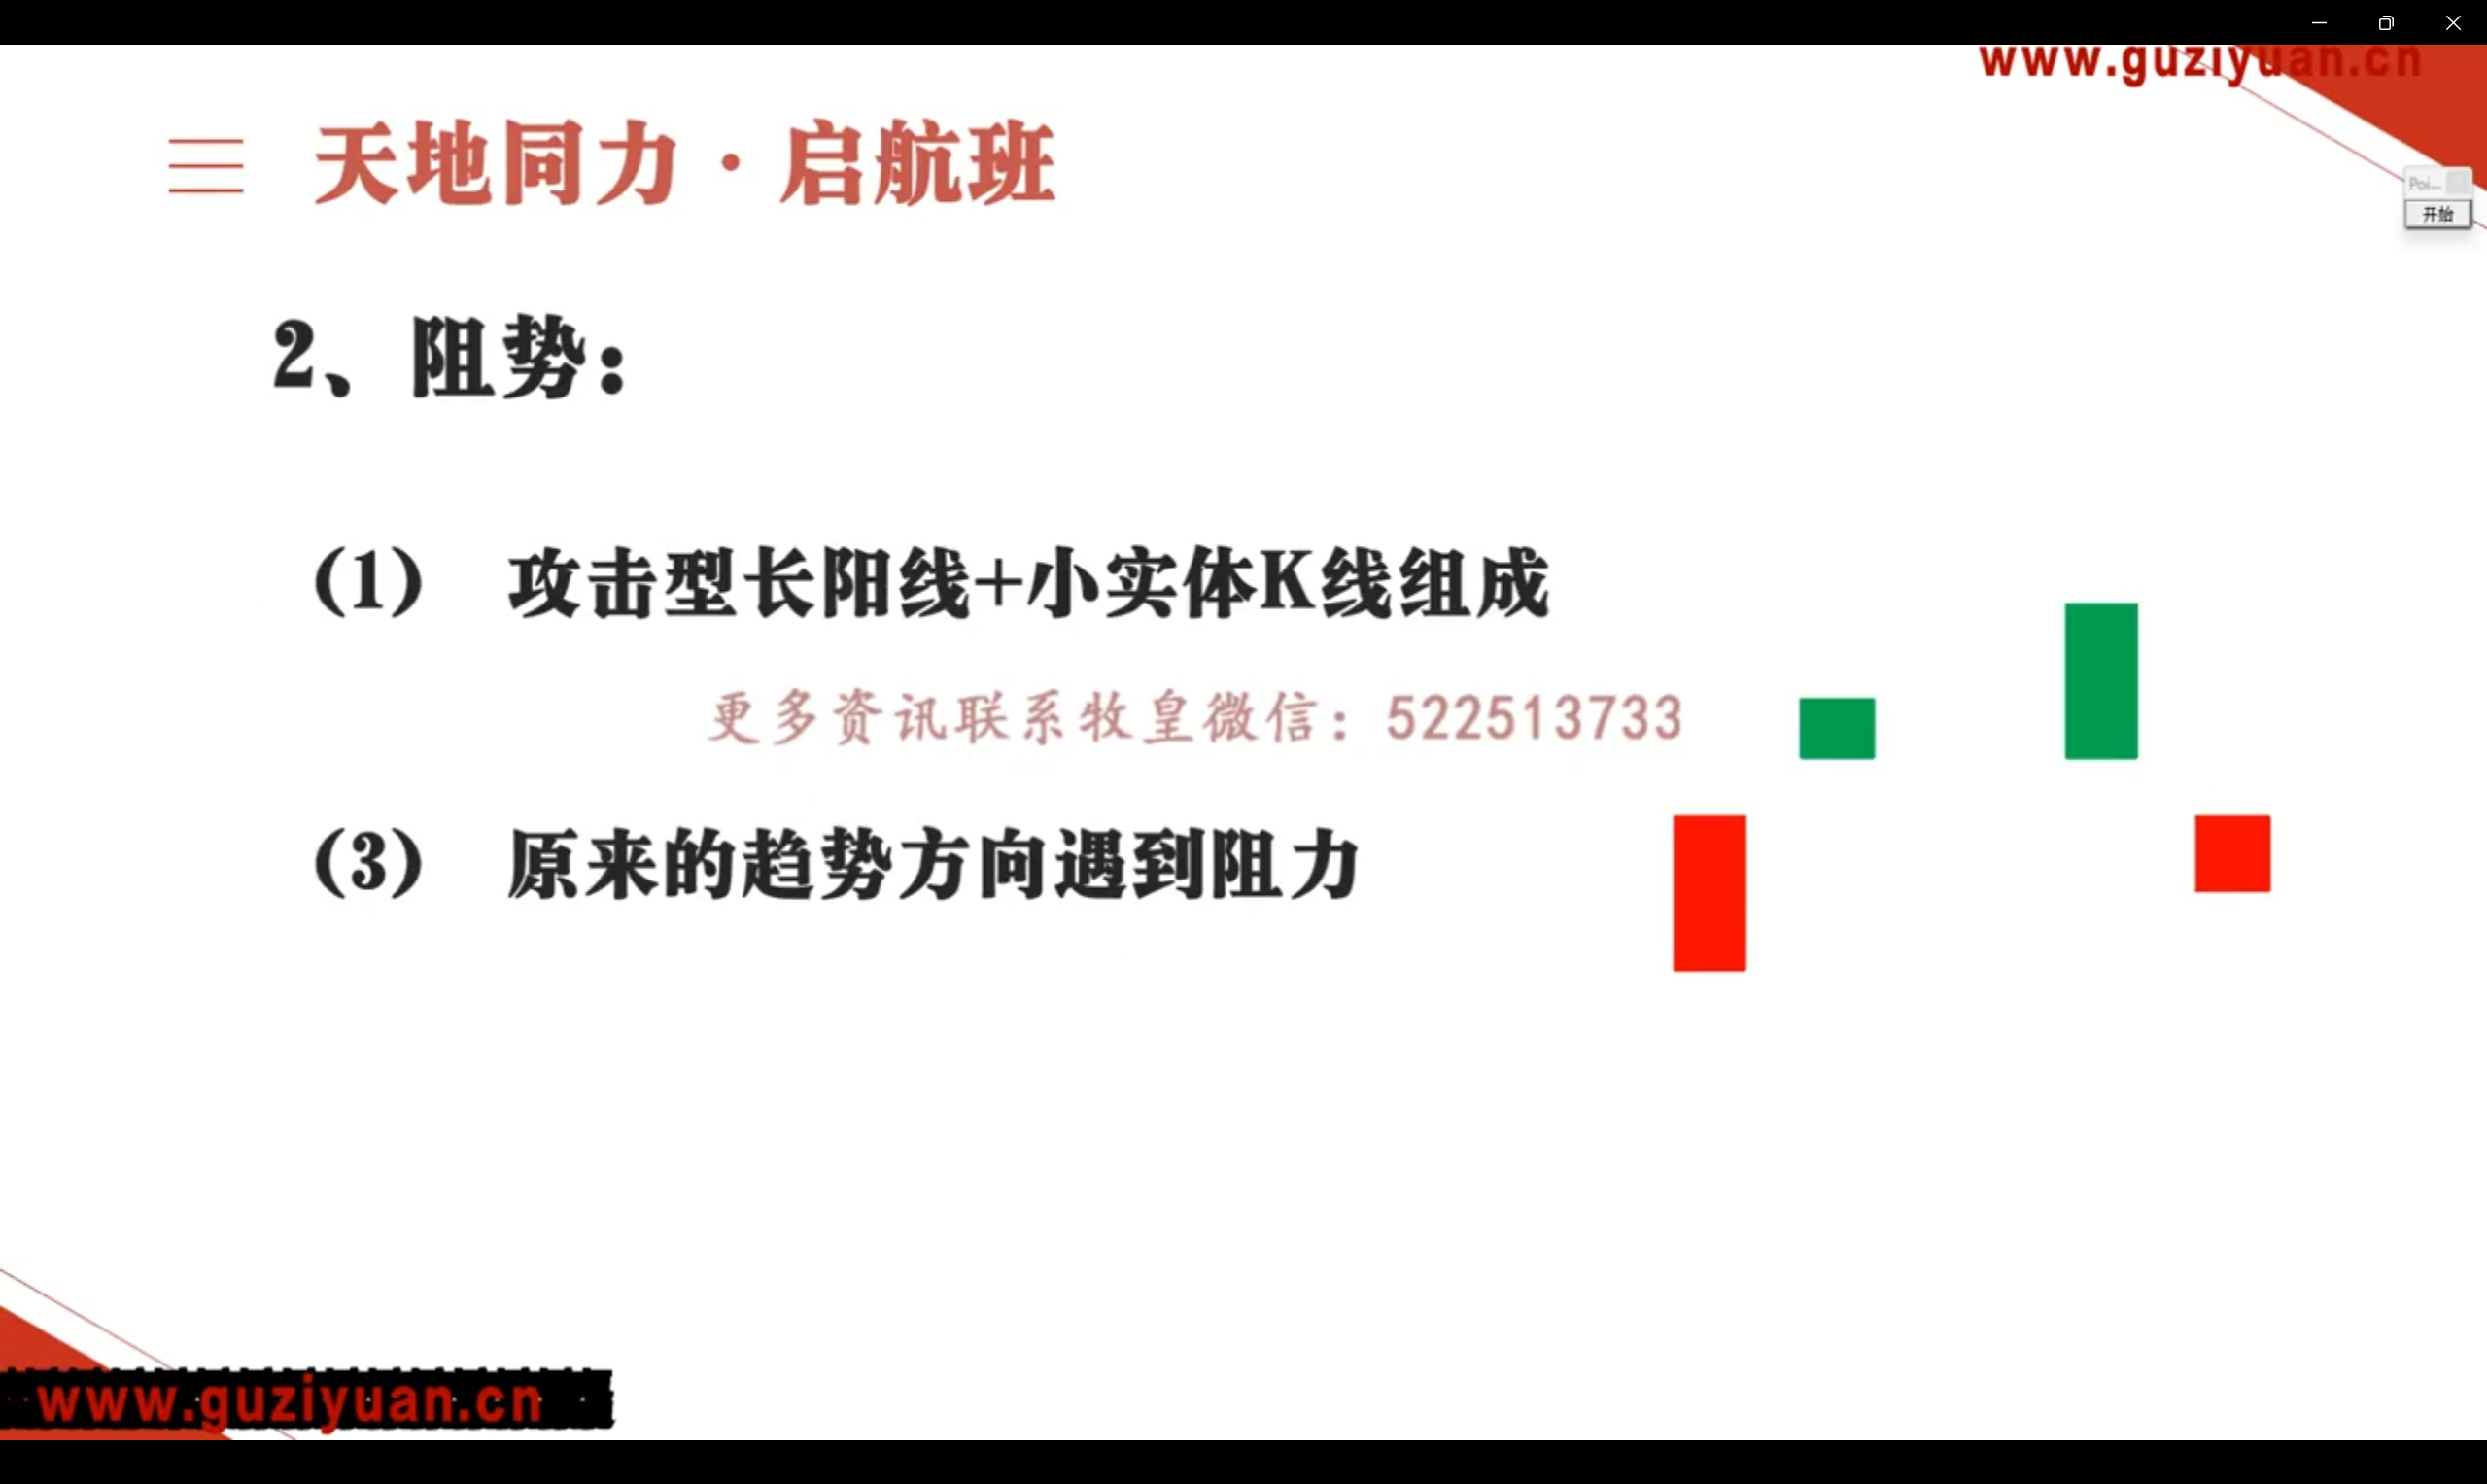 www.guziyuan.cn
天地同力·启航班
Poi...
开始
2、阻势：
（1） 攻击型长阳线+小实体K线组成
更多资讯联系牧皇微信：522513733
（3） 原来的趋势方向遇到阻力
www.guziyuan.cn